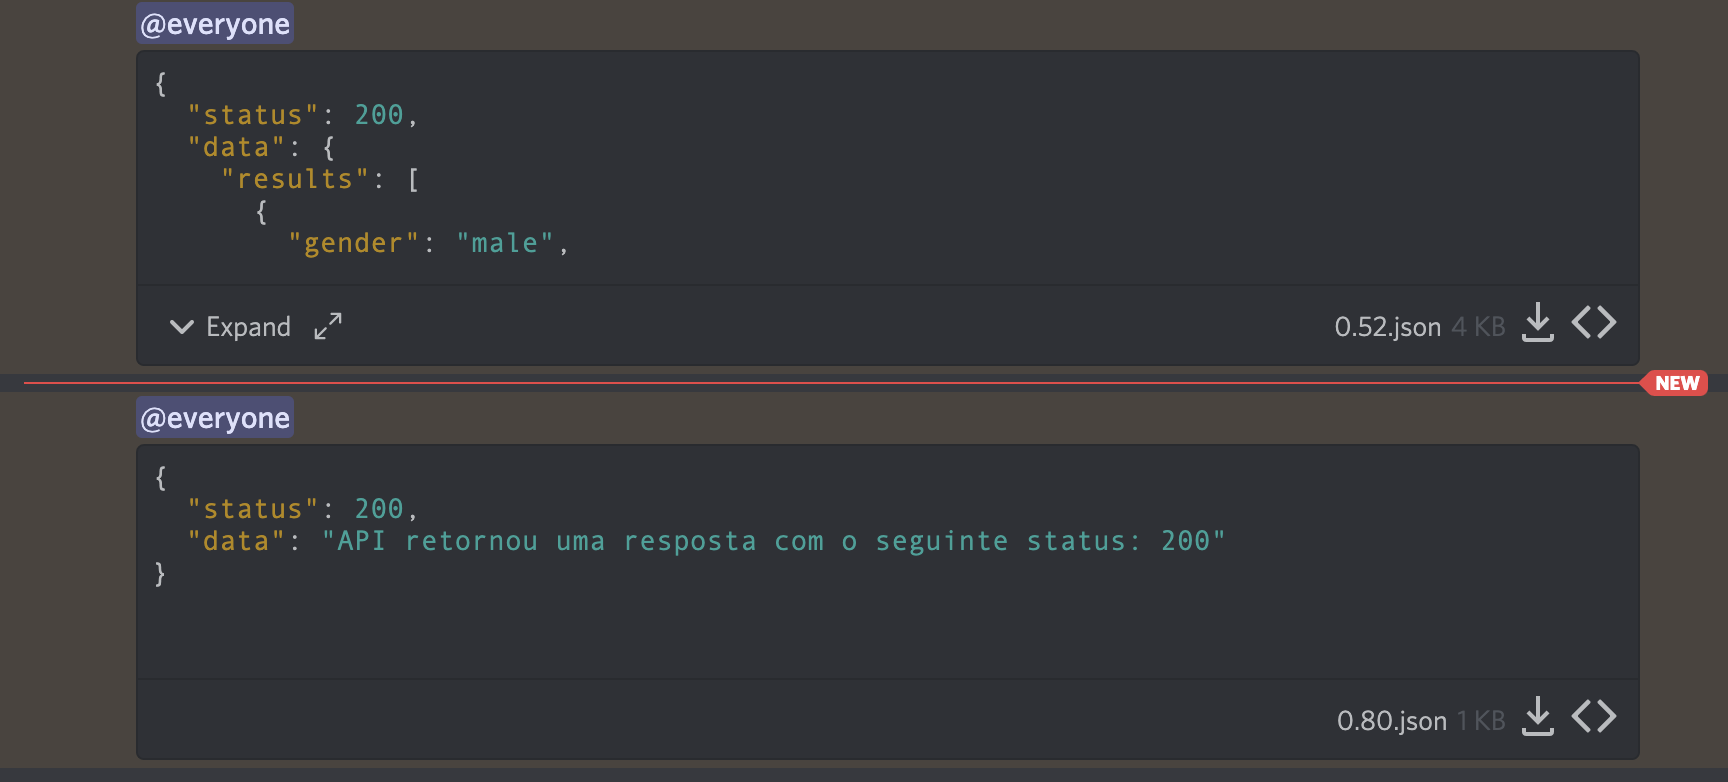 @everyone
{
  "status": 200,
  "data": {
    "results": [
      {
        "gender": "male",
Expand
0.52.json 4 KB
NEW
@everyone
{
  "status": 200,
  "data": "API retornou uma resposta com o seguinte status: 200"
}
0.80.json 1 KB